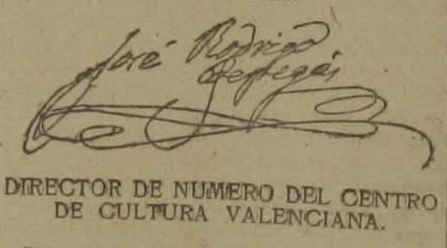 José Rodrigo
Pertegás
DIRECTOR DE NUMERO DEL CENTRO
DE CULTURA VALENCIANA.